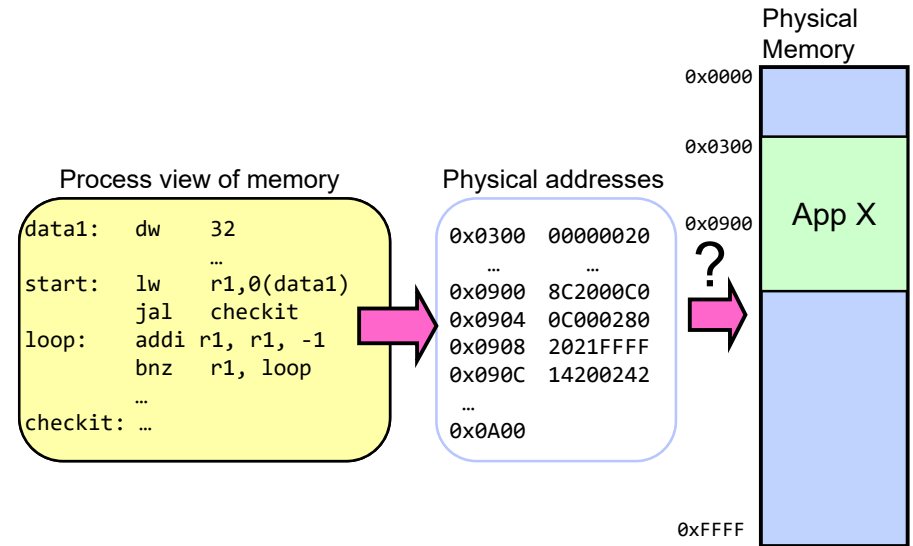 Process view of memory
data1: dw 32
…
start: lw r1,0(data1)
jal checkit
loop: addi r1, r1, -1
bnz r1, loop
…
checkit: …
Physical addresses
0x0300 00000020
… …
0x0900 8C2000C0
0x0904 0C000280
0x0908 2021FFFF
0x090C 14200242
…
0x0A00
?
Physical
Memory
0x0000
0x0300
0x0900
App X
0xFFFF